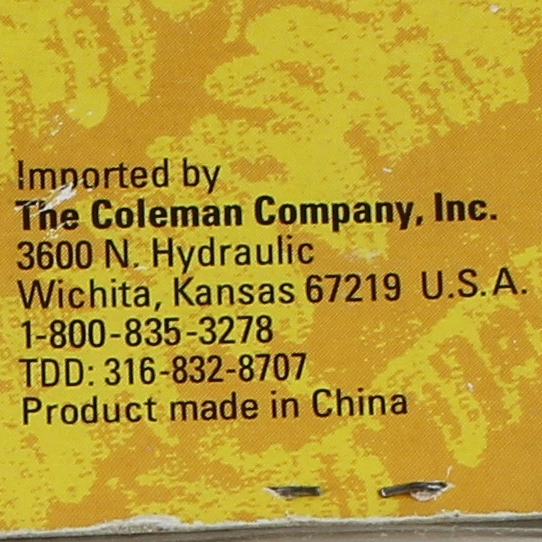 Imported by
The Coleman Company, Inc.
3600 N. Hydraulic
Wichita, Kansas 67219 U.S.A.
1-800-835-3278
TDD: 316-832-8707
Product made in China